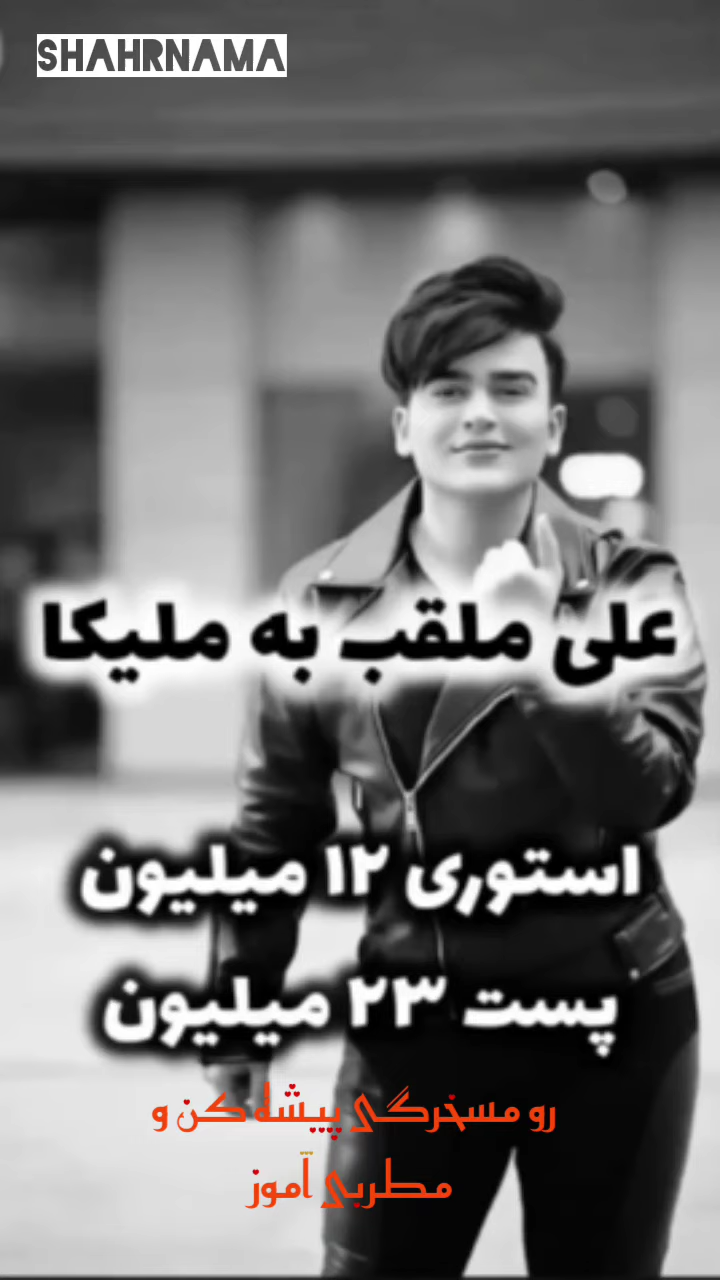 SHAHRNAMA
علی ملقب به ملیکا
استوری ۱۲ میلیون
پست ۲۳ میلیون
رو مسخرگی پیشه کن و
مطربی آموز